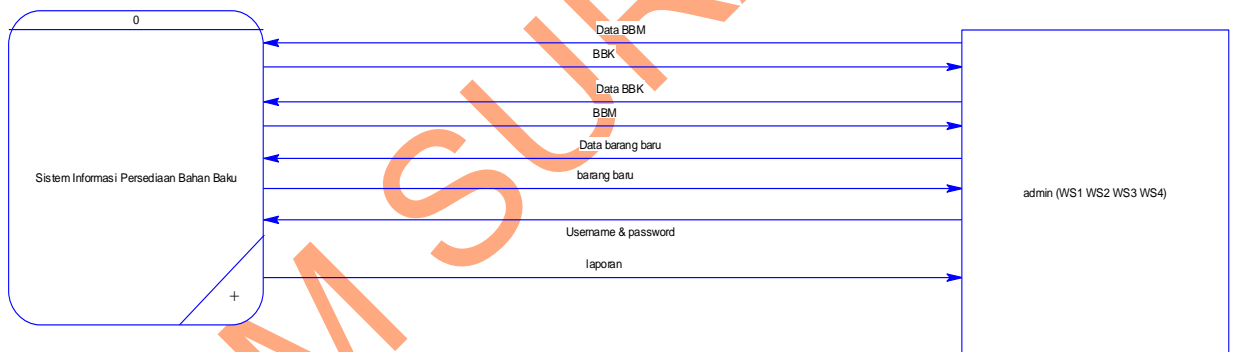 0
Data BBM
BBK
Data BBK
BBM
Data barang baru
Sistem Informasi Persediaan Bahan Baku
barang baru
admin (WS1 WS2 WS3 WS4)
Username & password
laporan
+
M SUR